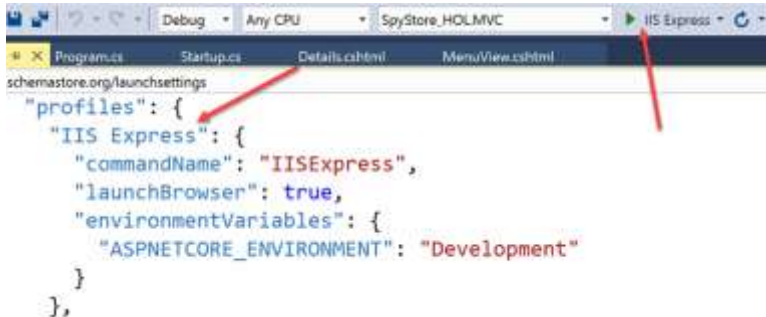 Debug Any CPU SpyStore_HOL.MVC IIS Express
Program.cs Startup.cs Details.cshtml MenuView.cshtml
schemastore.org/launchsettings
"profiles": {
"IIS Express": {
"commandName": "IISExpress",
"launchBrowser": true,
"environmentVariables": {
"ASPNETCORE_ENVIRONMENT": "Development"
}
},